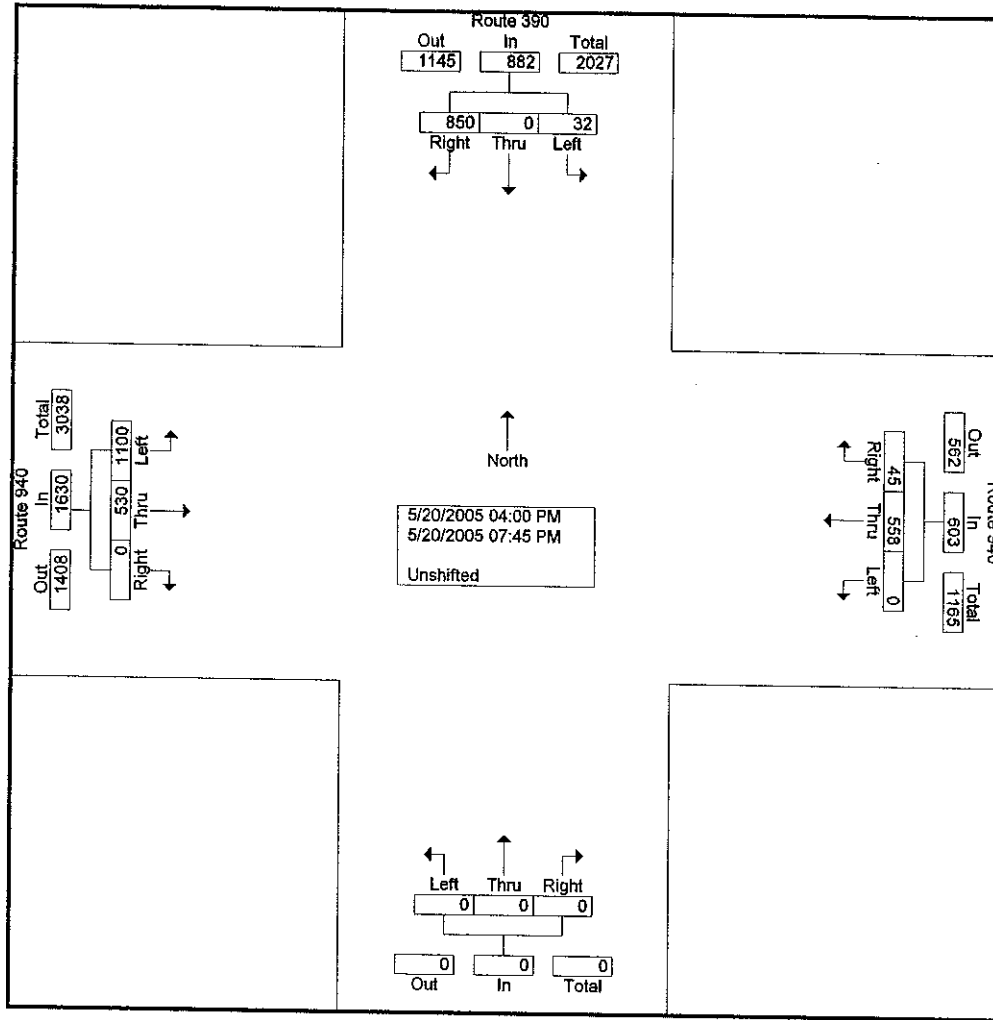 Route 390
Out In Total
1145 882 2027
850 0 32
Right Thru Left
Route 940
Total In Out
3038 1630 1408
1100 530 0
Left Thru Right
North
5/20/2005 04:00 PM
5/20/2005 07:45 PM
Unshifted
Out In Total
562 603 1165
45 558 0
Right Thru Left
Left Thru Right
0 0 0
0 0 0
Out In Total